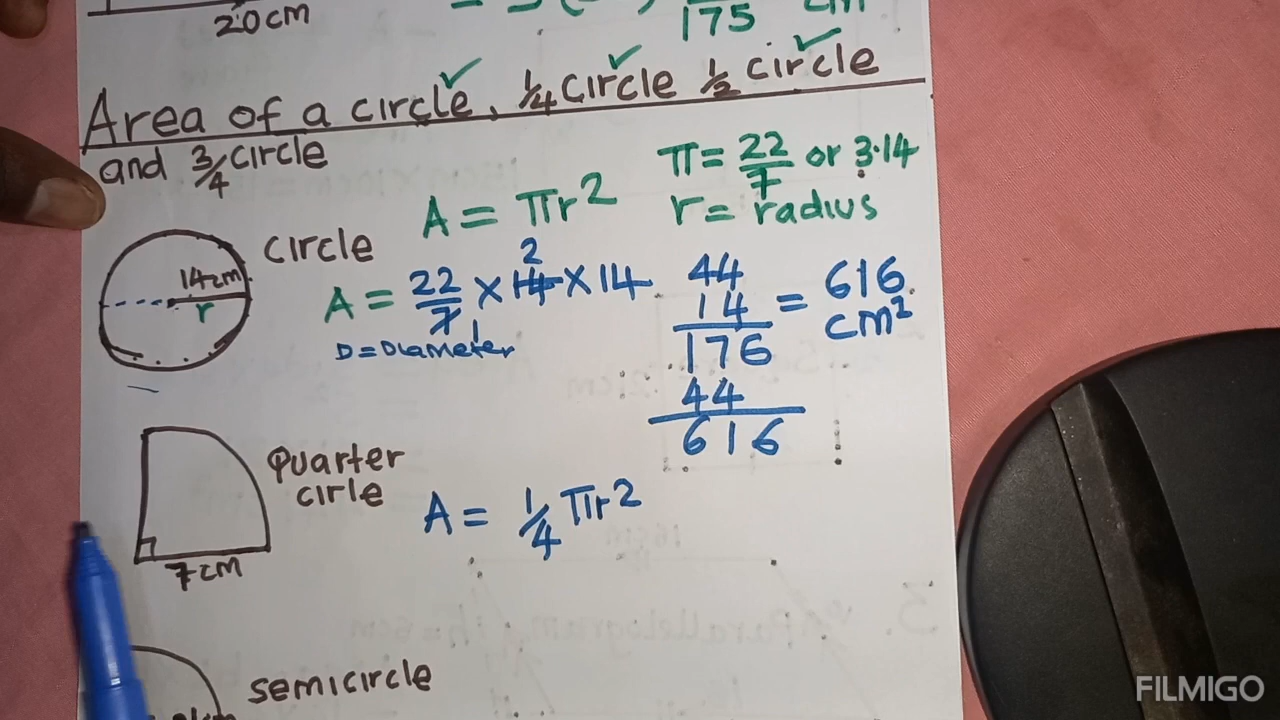 20cm
175 cm
Area of a circle, 1/4 circle 1/2 circle
and 3/4 circle
π = 22/7 or 3.14
r = radius
A = πr²
circle
14cm
r
A = 22/7 × 14 × 14
2
1
D = Diameter
44
14
176
44
616
= 616
cm²
quarter
cirle
7cm
A = 1/4 πr²
semicircle
FILMIGO